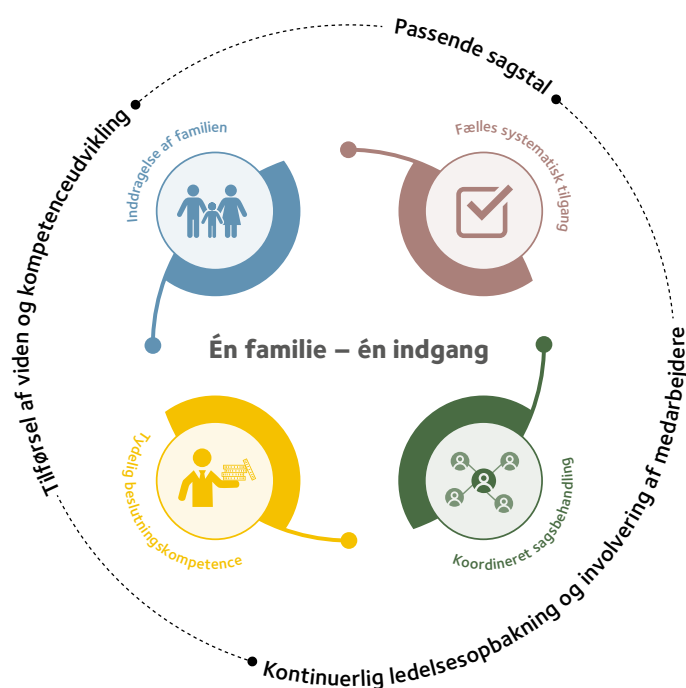 Passende sagstal
Tilførsel af viden og kompetenceudvikling
Inddragelse af familien
Fælles systematisk tilgang
Én familie – én indgang
Tydelig beslutningskompetence
Koordineret sagsbehandling
Kontinuerlig ledelsesopbakning og involvering af medarbejdere